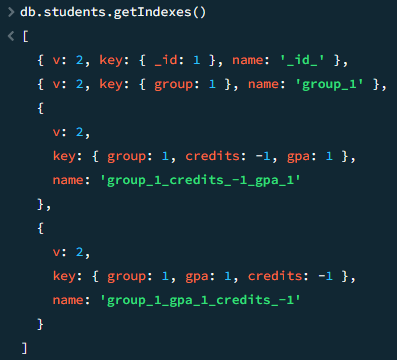 > db.students.getIndexes()
< [
{ v: 2, key: { _id: 1 }, name: '_id_' },
{ v: 2, key: { group: 1 }, name: 'group_1' },
{
v: 2,
key: { group: 1, credits: -1, gpa: 1 },
name: 'group_1_credits_-1_gpa_1'
},
{
v: 2,
key: { group: 1, gpa: 1, credits: -1 },
name: 'group_1_gpa_1_credits_-1'
}
]